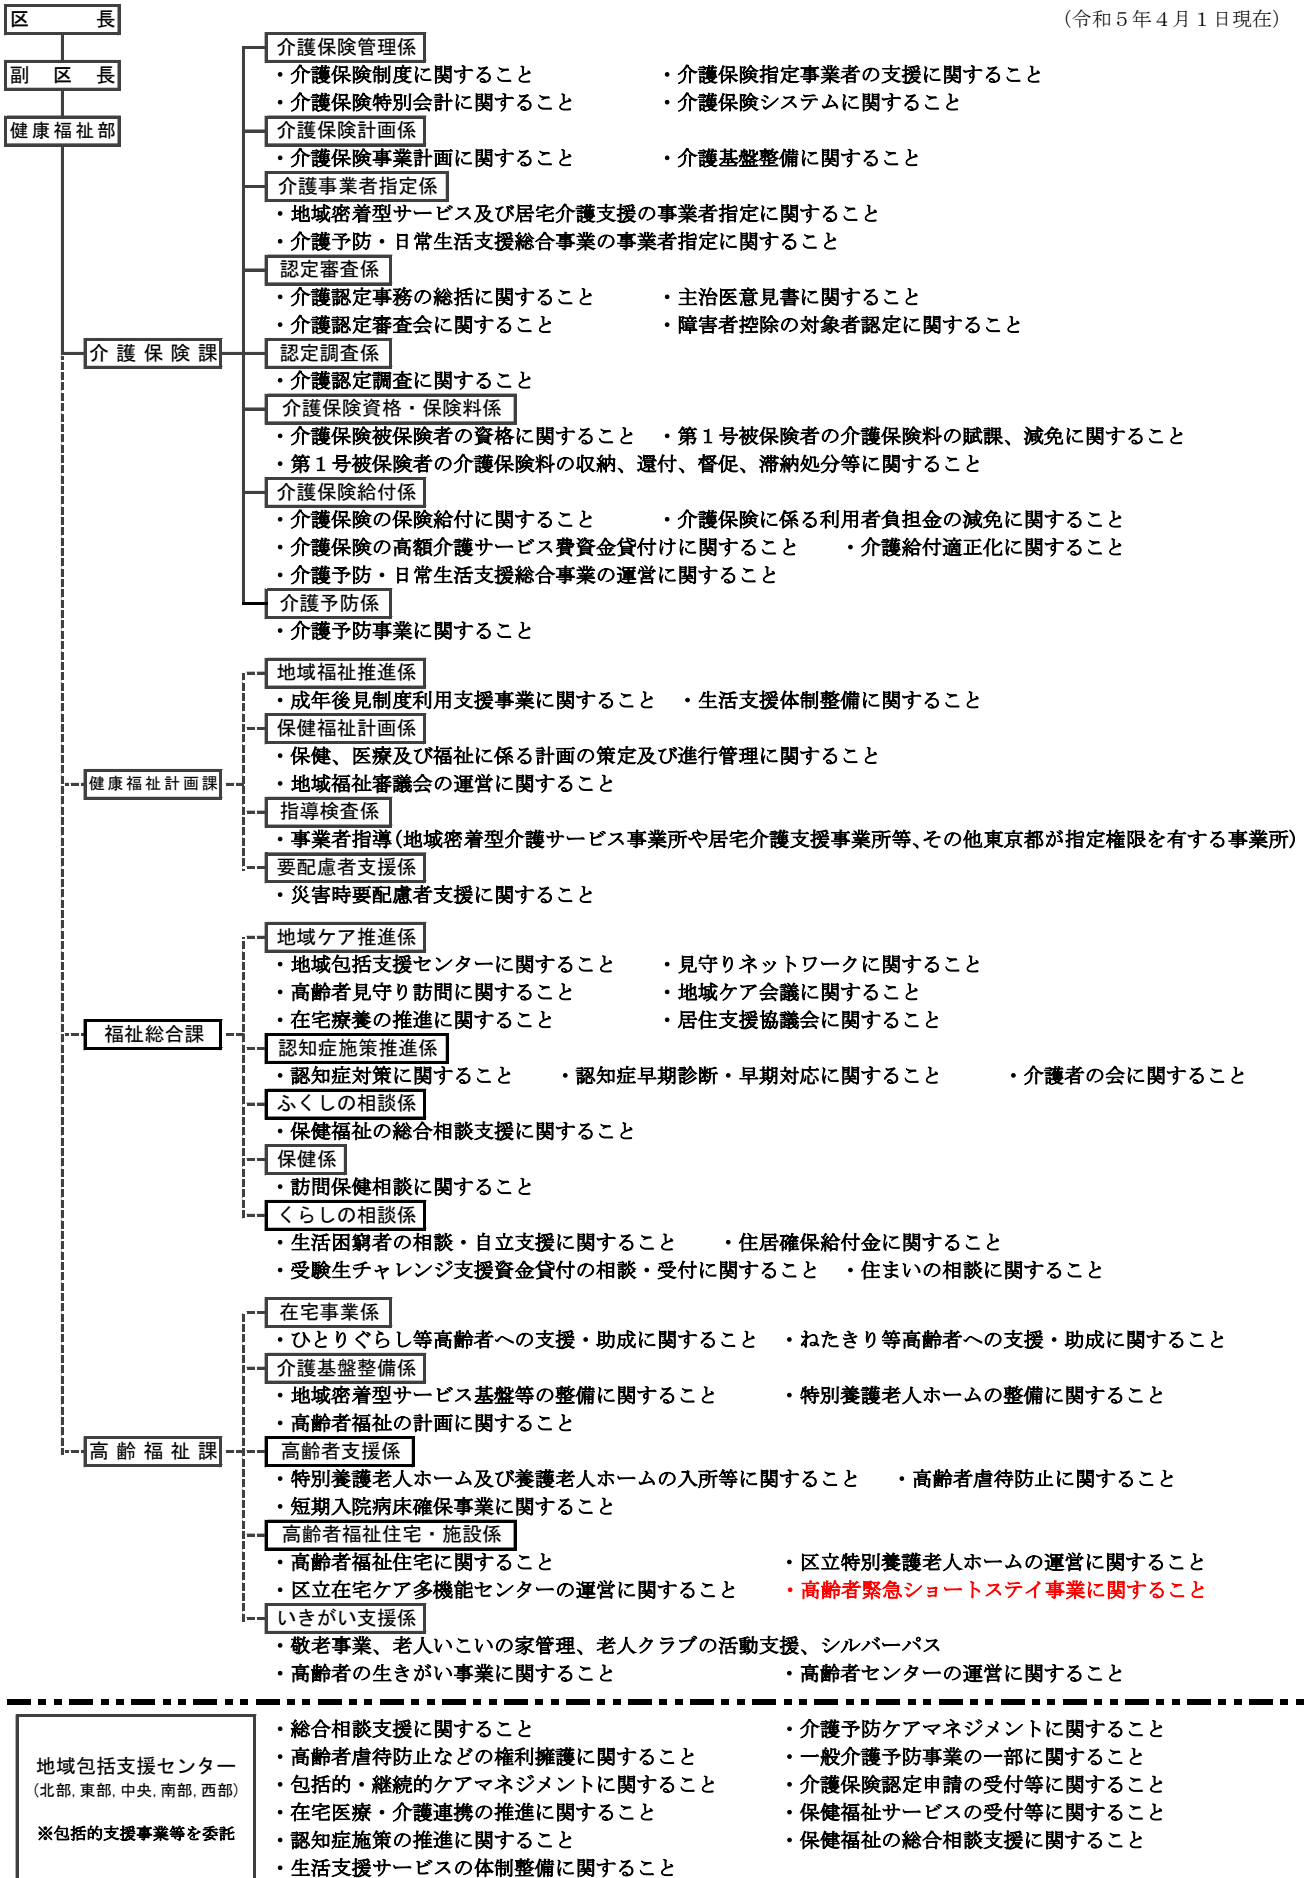 区長
（令和５年４月１日現在）
副区長
健康福祉部
介護保険管理係
・介護保険制度に関すること ・介護保険指定事業者の支援に関すること
・介護保険特別会計に関すること ・介護保険システムに関すること
介護保険計画係
・介護保険事業計画に関すること ・介護基盤整備に関すること
介護事業者指定係
・地域密着型サービス及び居宅介護支援の事業者指定に関すること
・介護予防・日常生活支援総合事業の事業者指定に関すること
認定審査係
・介護認定事務の総括に関すること ・主治医意見書に関すること
・介護認定審査会に関すること ・障害者控除の対象者認定に関すること
介護保険課
認定調査係
・介護認定調査に関すること
介護保険資格・保険料係
・介護保険被保険者の資格に関すること ・第１号被保険者の介護保険料の賦課、減免に関すること
・第１号被保険者の介護保険料の収納、還付、督促、滞納処分等に関すること
介護保険給付係
・介護保険の保険給付に関すること ・介護保険に係る利用者負担金の減免に関すること
・介護保険の高額介護サービス費資金貸付けに関すること ・介護給付適正化に関すること
・介護予防・日常生活支援総合事業の運営に関すること
介護予防係
・介護予防事業に関すること
地域福祉推進係
・成年後見制度利用支援事業に関すること ・生活支援体制整備に関すること
保健福祉計画係
・保健、医療及び福祉に係る計画の策定及び進行管理に関すること
健康福祉計画課
・地域福祉審議会の運営に関すること
指導検査係
・事業者指導（地域密着型介護サービス事業所や居宅介護支援事業所等、その他東京都が指定権限を有する事業所）
要配慮者支援係
・災害時要配慮者支援に関すること
地域ケア推進係
・地域包括支援センターに関すること ・見守りネットワークに関すること
・高齢者見守り訪問に関すること ・地域ケア会議に関すること
・在宅療養の推進に関すること ・居住支援協議会に関すること
福祉総合課
認知症施策推進係
・認知症対策に関すること ・認知症早期診断・早期対応に関すること ・介護者の会に関すること
ふくしの相談係
・保健福祉の総合相談支援に関すること
保健係
・訪問保健相談に関すること
くらしの相談係
・生活困窮者の相談・自立支援に関すること ・住居確保給付金に関すること
・受験生チャレンジ支援資金貸付の相談・受付に関すること ・住まいの相談に関すること
在宅事業係
・ひとりぐらし等高齢者への支援・助成に関すること ・ねたきり等高齢者への支援・助成に関すること
介護基盤整備係
・地域密着型サービス基盤等の整備に関すること ・特別養護老人ホームの整備に関すること
・高齢者福祉の計画に関すること
高齢福祉課
高齢者支援係
・特別養護老人ホーム及び養護老人ホームの入所等に関すること ・高齢者虐待防止に関すること
・短期入院病床確保事業に関すること
高齢者福祉住宅・施設係
・高齢者福祉住宅に関すること ・区立特別養護老人ホームの運営に関すること
・区立在宅ケア多機能センターの運営に関すること ・高齢者緊急ショートステイ事業に関すること
いきがい支援係
・敬老事業、老人いこいの家管理、老人クラブの活動支援、シルバーパス
・高齢者の生きがい事業に関すること ・高齢者センターの運営に関すること
地域包括支援センター
（北部,東部,中央,南部,西部）
※包括的支援事業等を委託
・総合相談支援に関すること ・介護予防ケアマネジメントに関すること
・高齢者虐待防止などの権利擁護に関すること ・一般介護予防事業の一部に関すること
・包括的・継続的ケアマネジメントに関すること ・介護保険認定申請の受付等に関すること
・在宅医療・介護連携の推進に関すること ・保健福祉サービスの受付等に関すること
・認知症施策の推進に関すること ・保健福祉の総合相談支援に関すること
・生活支援サービスの体制整備に関すること